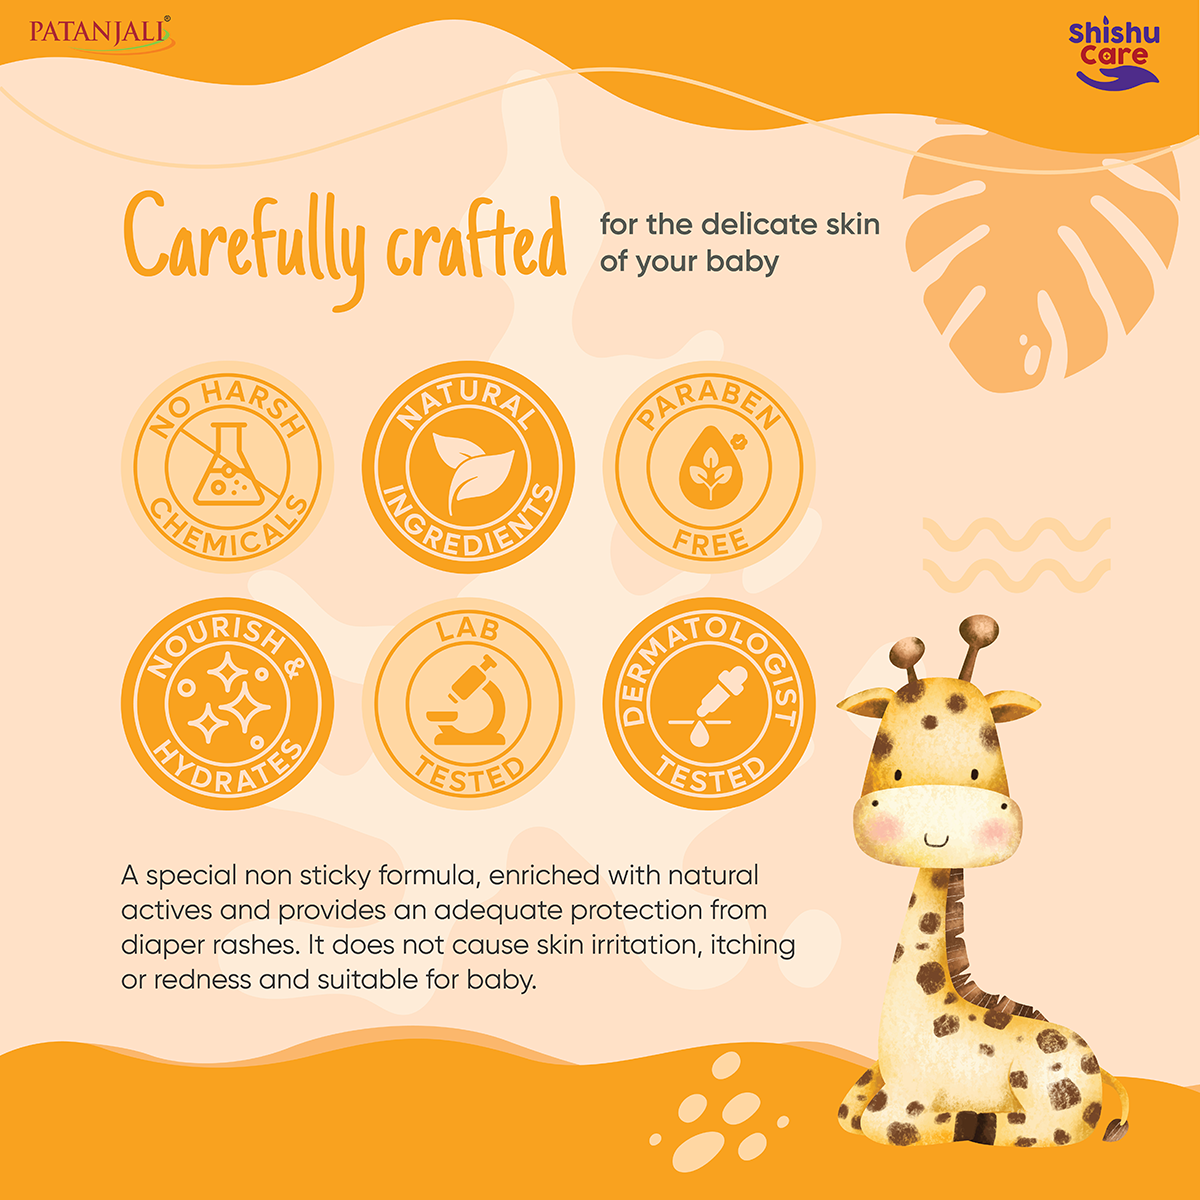 PATANJALI®
Shishu
Care
Carefully crafted
for the delicate skin
of your baby
NO HARSH
CHEMICALS
NATURAL
INGREDIENTS
PARABEN
FREE
NOURISH &
HYDRATES
LAB
TESTED
DERMATOLOGIST
TESTED
A special non sticky formula, enriched with natural
actives and provides an adequate protection from
diaper rashes. It does not cause skin irritation, itching
or redness and suitable for baby.